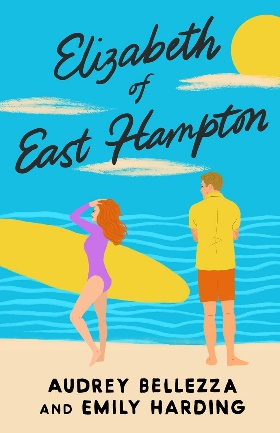 Elizabeth
of
East Hampton
AUDREY BELLEZZA
AND EMILY HARDING